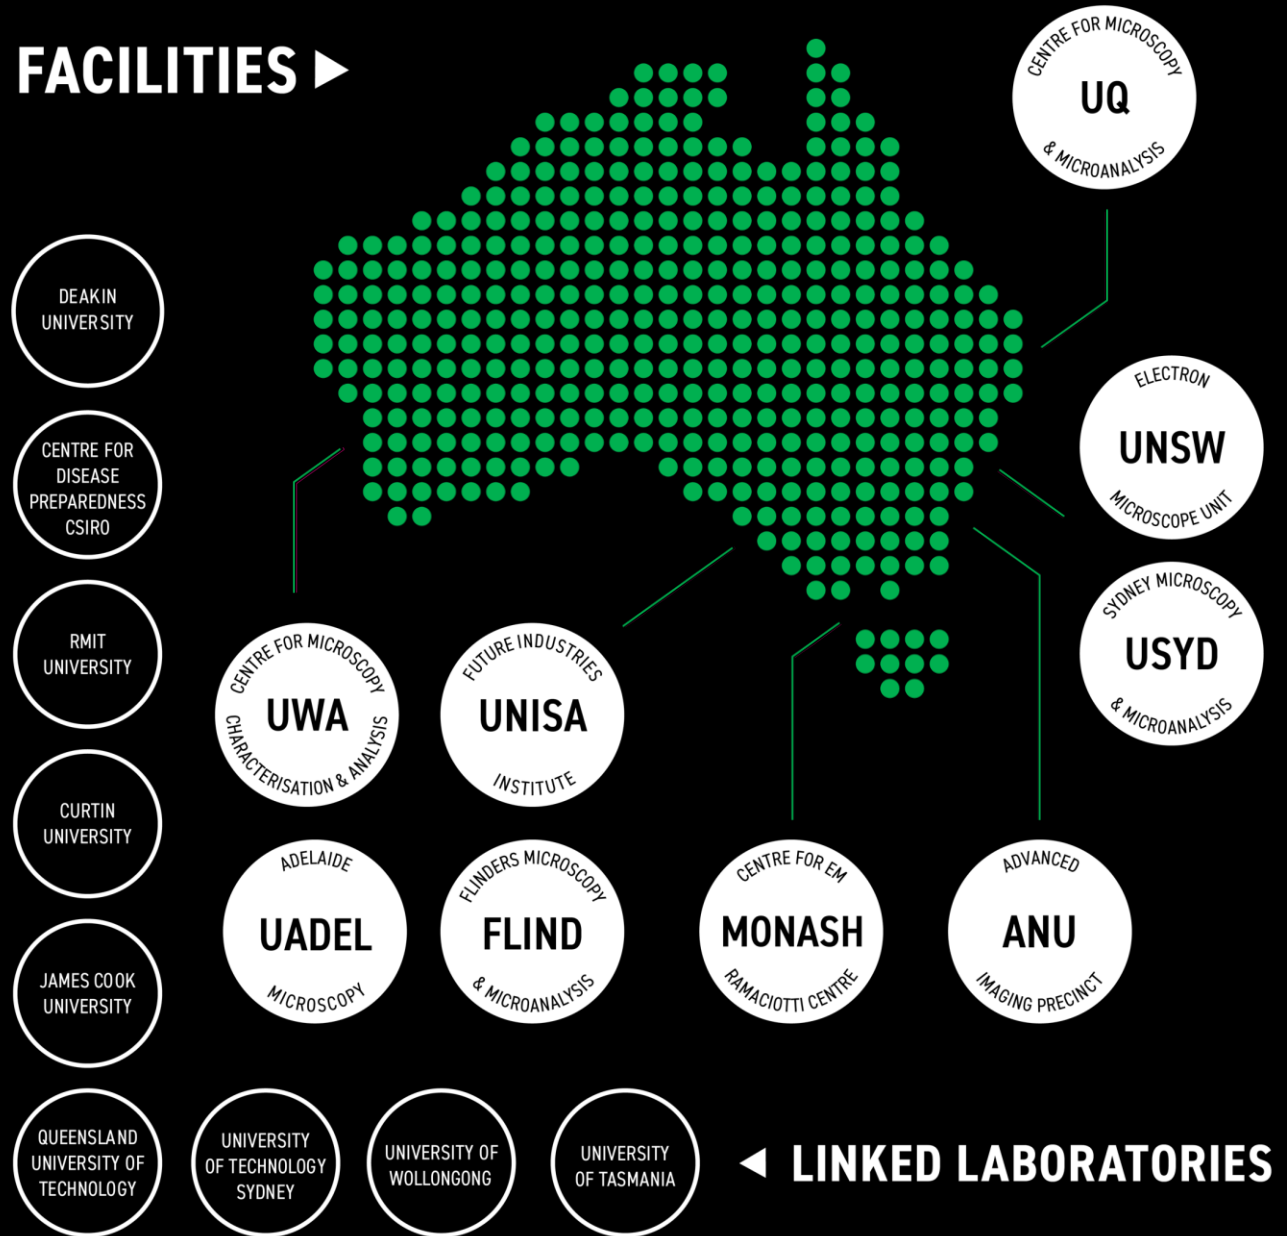 FACILITIES
CENTRE FOR MICROSCOPY
UQ
& MICROANALYSIS
ELECTRON
UNSW
MICROSCOPE UNIT
SYDNEY MICROSCOPY
USYD
& MICROANALYSIS
CENTRE FOR MICROSCOPY
UWA
CHARACTERISATION & ANALYSIS
FUTURE INDUSTRIES
UNISA
INSTITUTE
ADELAIDE
UADEL
MICROSCOPY
FLINDERS MICROSCOPY
FLIND
& MICROANALYSIS
CENTRE FOR EM
MONASH
RAMACIOTTI CENTRE
ADVANCED
ANU
IMAGING PRECINCT
DEAKIN
UNIVERSITY
CENTRE FOR
DISEASE
PREPAREDNESS
CSIRO
RMIT
UNIVERSITY
CURTIN
UNIVERSITY
JAMES COOK
UNIVERSITY
QUEENSLAND
UNIVERSITY OF
TECHNOLOGY
UNIVERSITY
OF TECHNOLOGY
SYDNEY
UNIVERSITY OF
WOLLONGONG
UNIVERSITY
OF TASMANIA
LINKED LABORATORIES